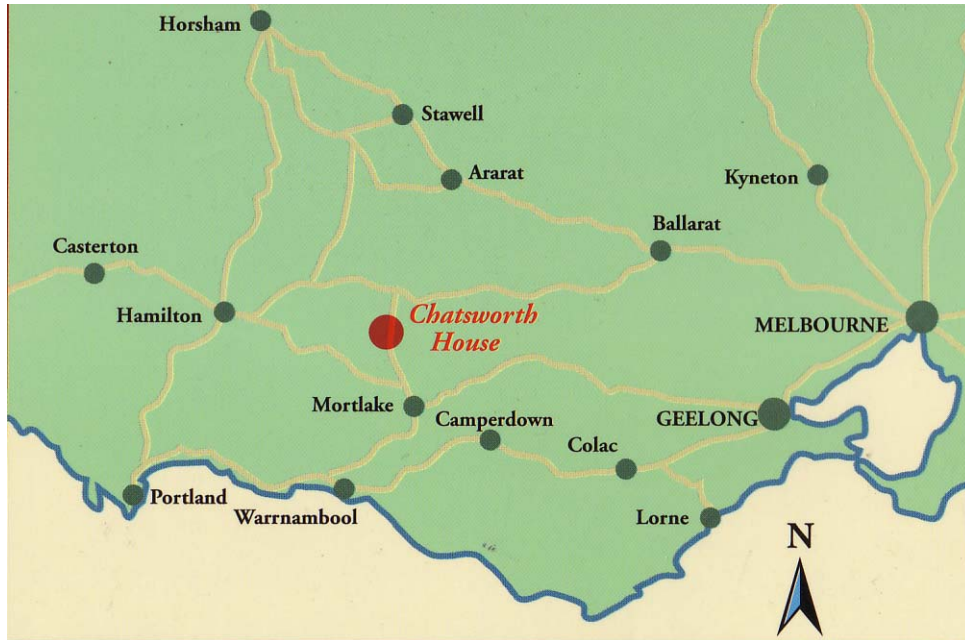 Horsham
Stawell
Ararat
Kyneton
Ballarat
Casterton
Hamilton
Chatsworth
House
MELBOURNE
Mortlake
Camperdown
GEELONG
Colac
Portland
Warrnambool
Lorne
N